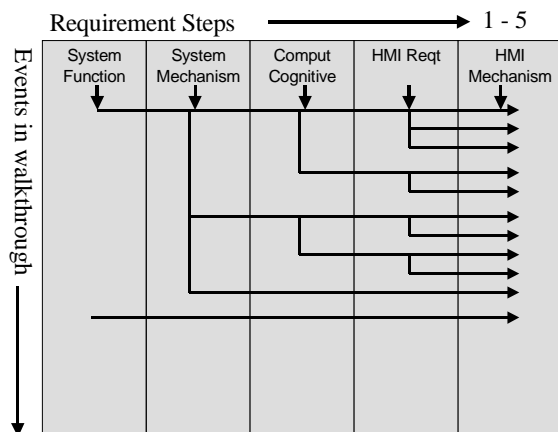 Requirement Steps 1 - 5
System
Function
System
Mechanism
Comput
Cognitive
HMI Reqt
HMI
Mechanism
Events in walkthrough